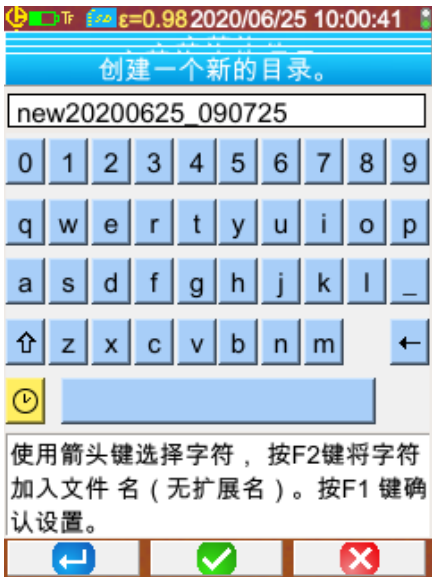 TF SD ε=0.98 2020/06/25 10:00:41
创建一个新的目录。
new20200625_090725
0 1 2 3 4 5 6 7 8 9
q w e r t y u i o p
a s d f g h j k l _
z x c v b n m
使用箭头键选择字符，按F2键将字符
加入文件 名（无扩展名）。按F1 键确
认设置。